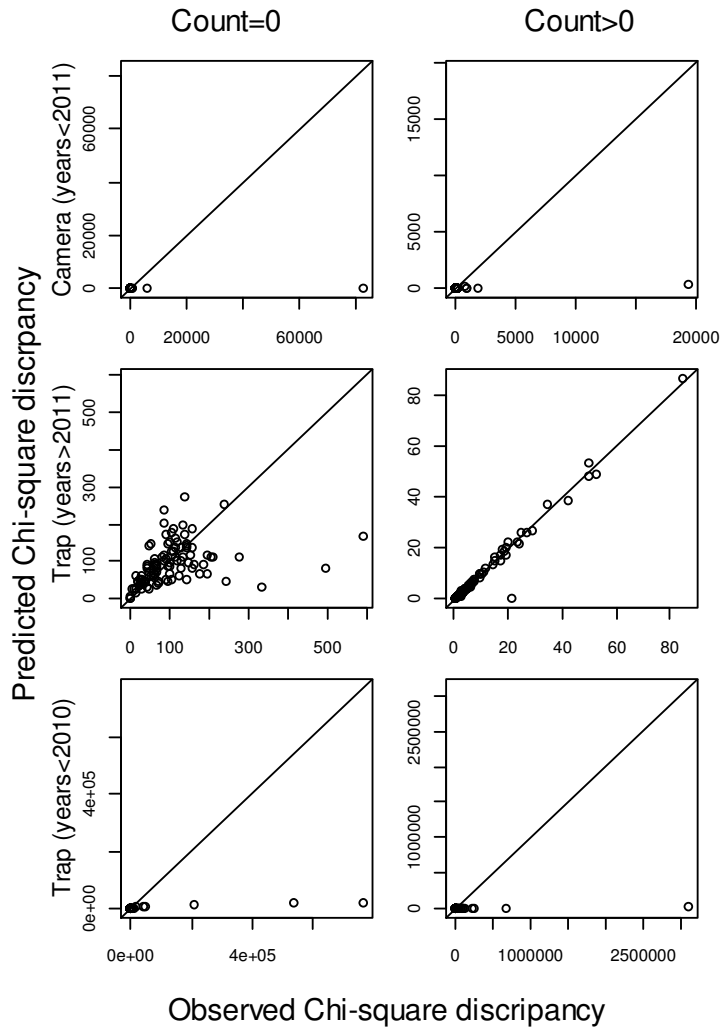 Count=0 Count>0
Predicted Chi-square discrpancy
Camera (years<2011)
0 20000 60000
0 20000 60000
0 5000 15000
0 5000 10000 20000
Trap (years>2011)
0 100 300 500
0 100 300 500
0 20 40 60 80
0 20 40 60 80
Trap (years<2010)
0e+00 4e+05
0e+00 4e+05
0 1000000 2500000
0 1000000 2500000
Observed Chi-square discripancy